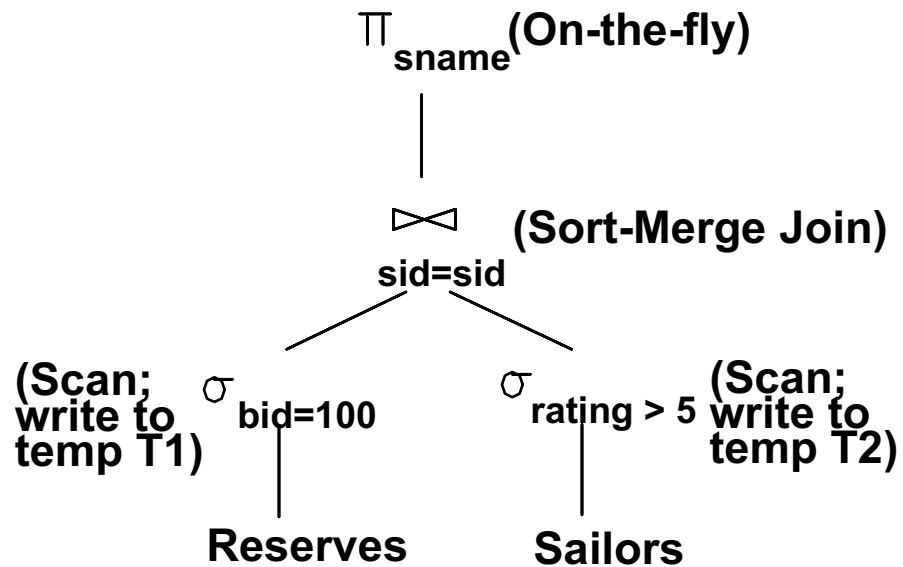 π sname (On-the-fly)
⋈ (Sort-Merge Join)
sid=sid
(Scan;
write to
temp T1)
σ bid=100
σ rating > 5
(Scan;
write to
temp T2)
Reserves
Sailors